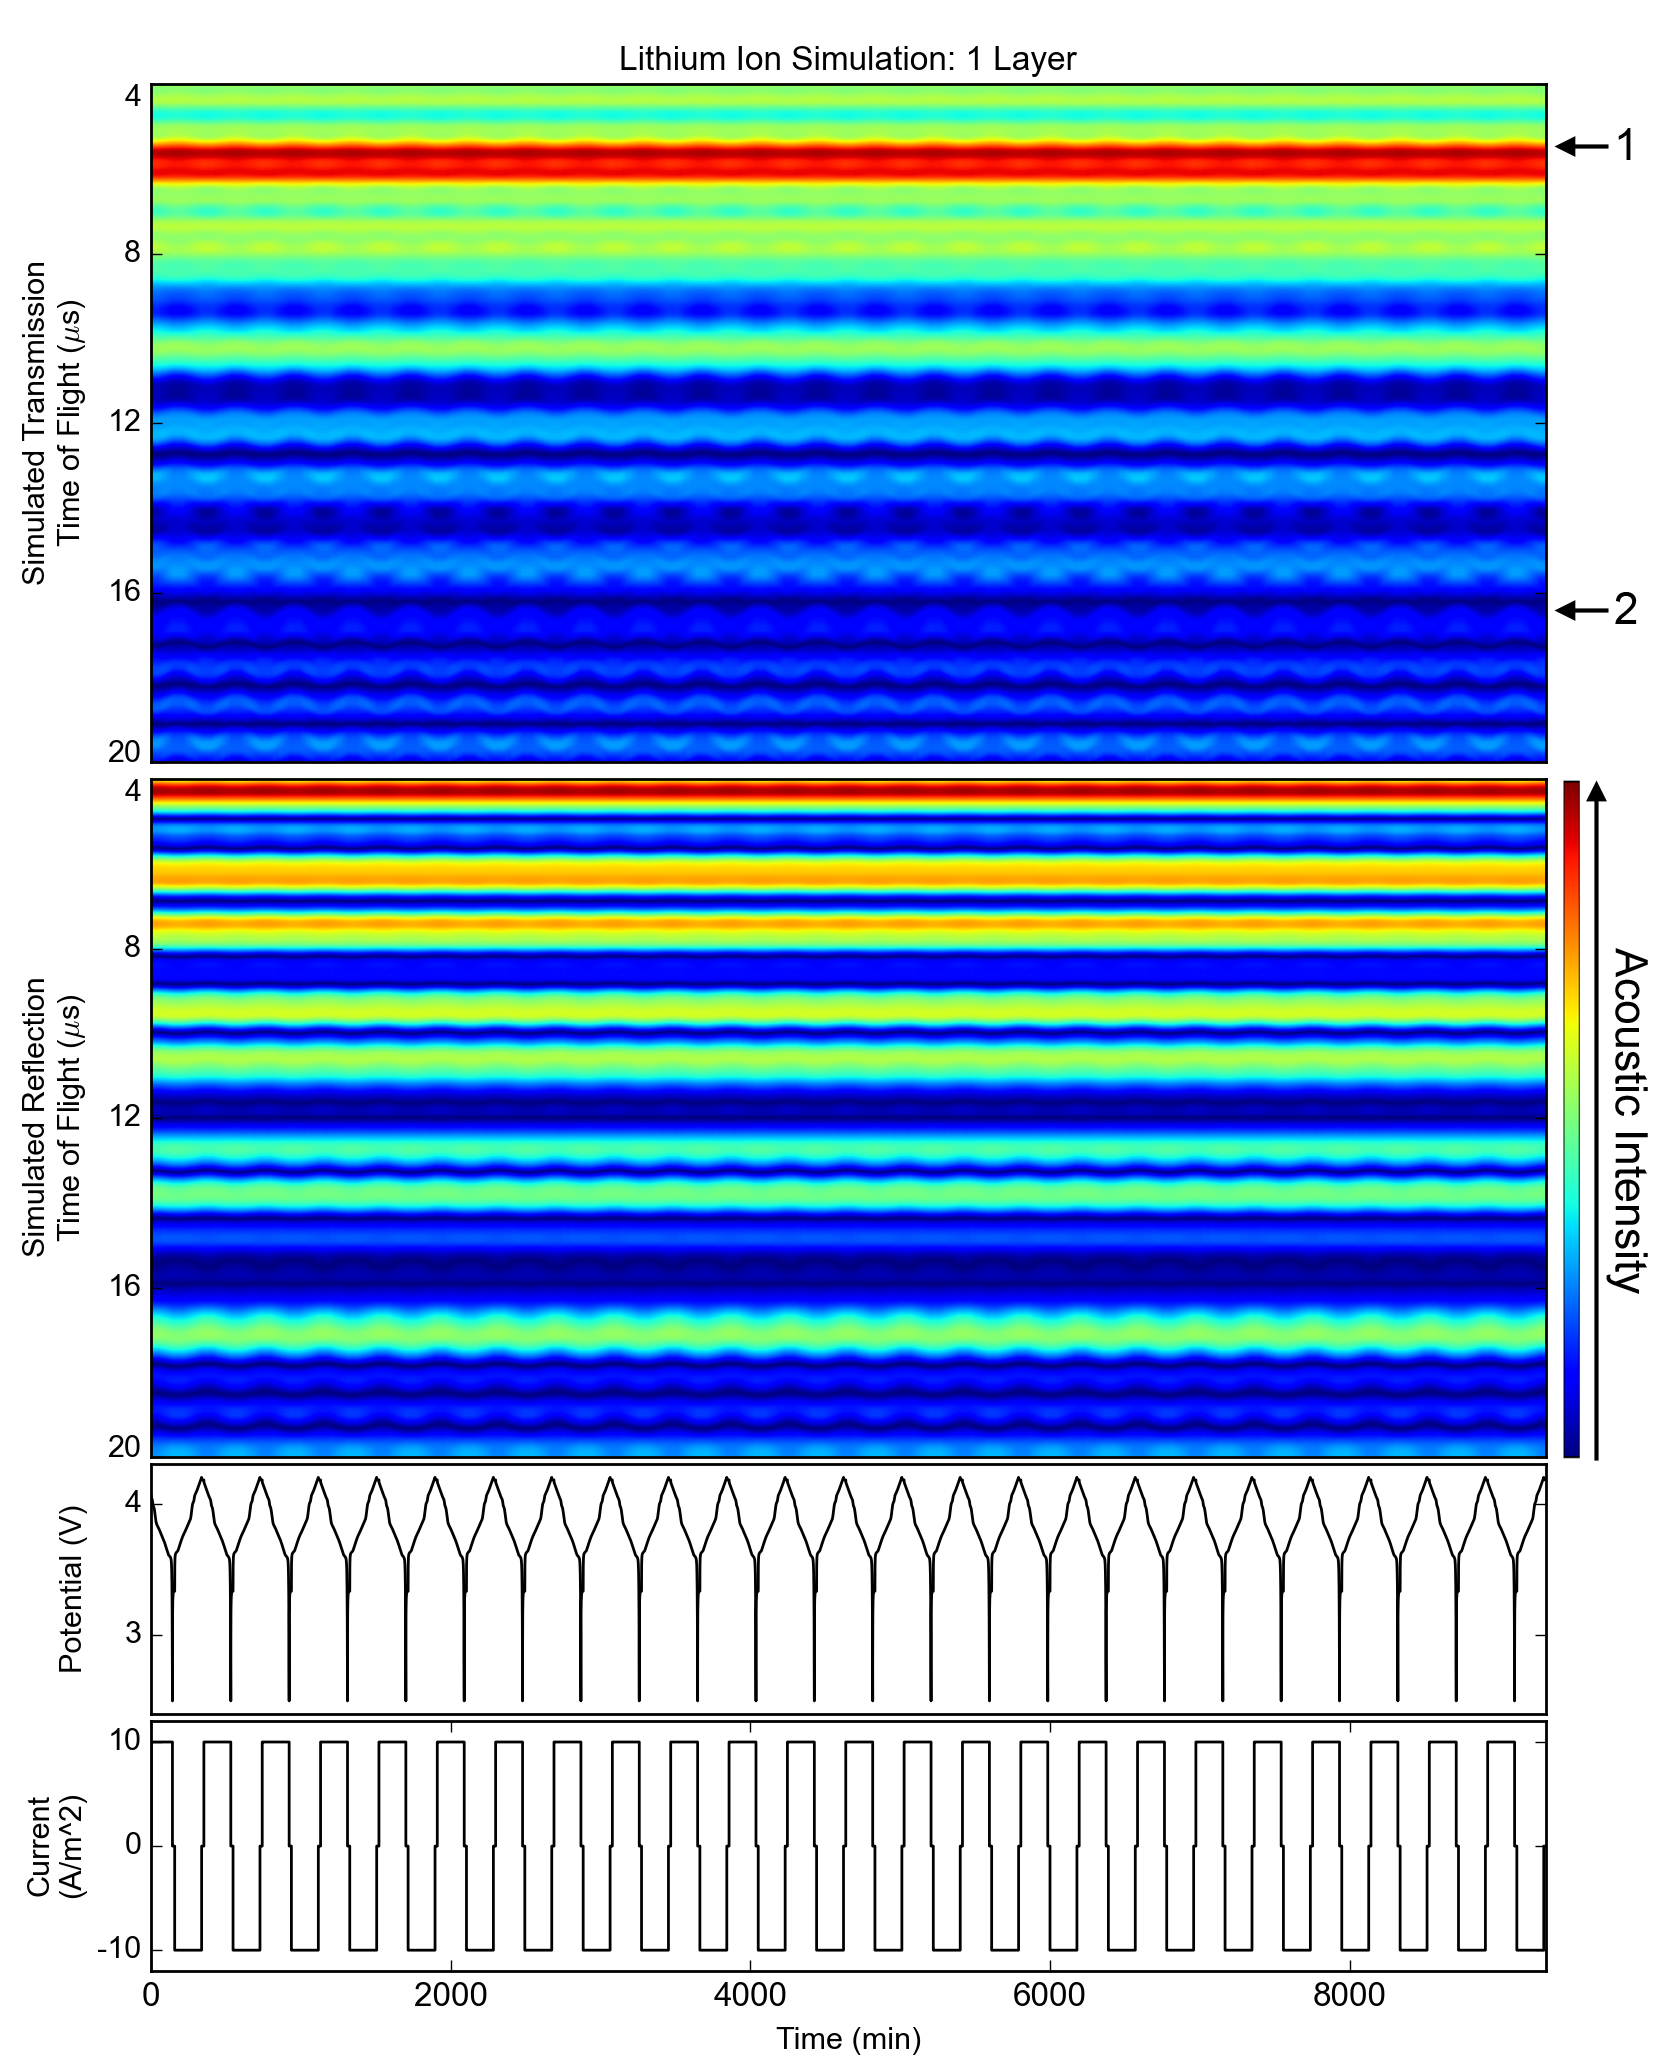 Lithium Ion Simulation: 1 Layer
4
8
12
16
20
Simulated Transmission
Time of Flight (μs)
1
2
4
8
12
16
20
Simulated Reflection
Time of Flight (μs)
Acoustic Intensity
4
3
Potential (V)
10
0
-10
Current
(A/m^2)
0 2000 4000 6000 8000
Time (min)